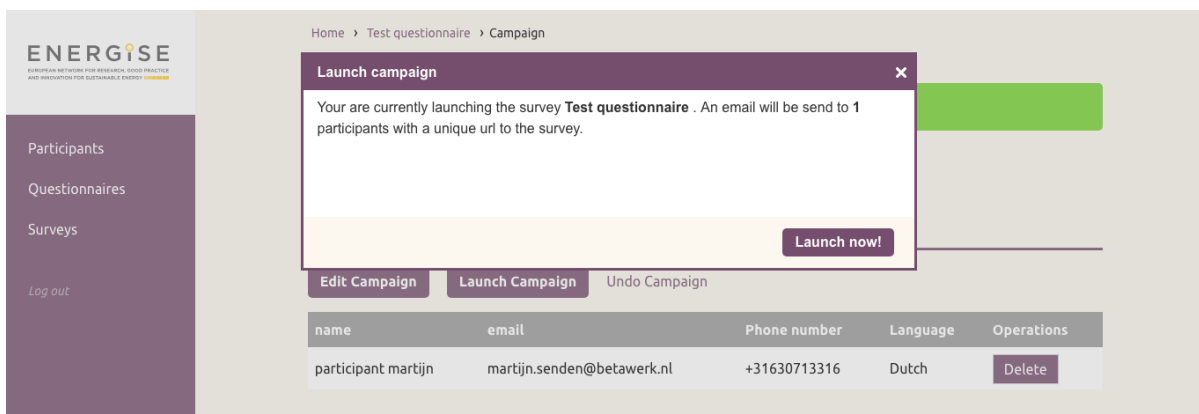 ENERGISE
EUROPEAN NETWORK FOR RESEARCH, GOOD PRACTICE
AND INNOVATION FOR SUSTAINABLE ENERGY
Participants
Questionnaires
Surveys
Log out
Home › Test questionnaire › Campaign
Launch campaign ×
Your are currently launching the survey Test questionnaire . An email will be send to 1
participants with a unique url to the survey.
Launch now!
Edit Campaign Launch Campaign Undo Campaign
name email Phone number Language Operations
participant martijn martijn.senden@betawerk.nl +31630713316 Dutch Delete